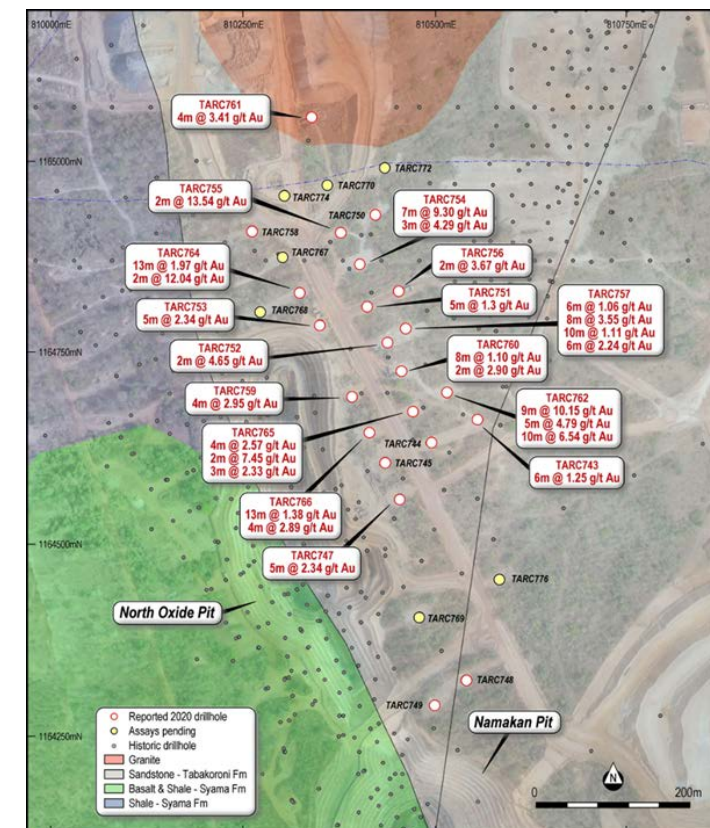 810000mE
810250mE
810500mE
810750mE
TARC761
4m @ 3.41 g/t Au
1165000mN
TARC772
TARC770
TARC774
TARC755
2m @ 13.54 g/t Au
TARC750
TARC754
7m @ 9.30 g/t Au
3m @ 4.29 g/t Au
TARC758
TARC764
13m @ 1.97 g/t Au
2m @ 12.04 g/t Au
TARC767
TARC756
2m @ 3.67 g/t Au
TARC751
5m @ 1.3 g/t Au
TARC757
6m @ 1.06 g/t Au
8m @ 3.55 g/t Au
10m @ 1.11 g/t Au
6m @ 2.24 g/t Au
TARC753
5m @ 2.34 g/t Au
TARC768
1164750mN
TARC752
2m @ 4.65 g/t Au
TARC760
8m @ 1.10 g/t Au
2m @ 2.90 g/t Au
TARC759
4m @ 2.95 g/t Au
TARC762
9m @ 10.15 g/t Au
5m @ 4.79 g/t Au
10m @ 6.54 g/t Au
TARC765
4m @ 2.57 g/t Au
2m @ 7.45 g/t Au
3m @ 2.33 g/t Au
TARC744
TARC745
TARC743
6m @ 1.25 g/t Au
TARC766
13m @ 1.38 g/t Au
4m @ 2.89 g/t Au
1164500mN
TARC747
5m @ 2.34 g/t Au
TARC776
North Oxide Pit
TARC769
TARC748
TARC749
Namakan Pit
1164250mN
Reported 2020 drillhole
Assays pending
Historic drillhole
Granite
Sandstone - Tabakoroni Fm
Basalt & Shale - Syama Fm
Shale - Syama Fm
N
0
200m